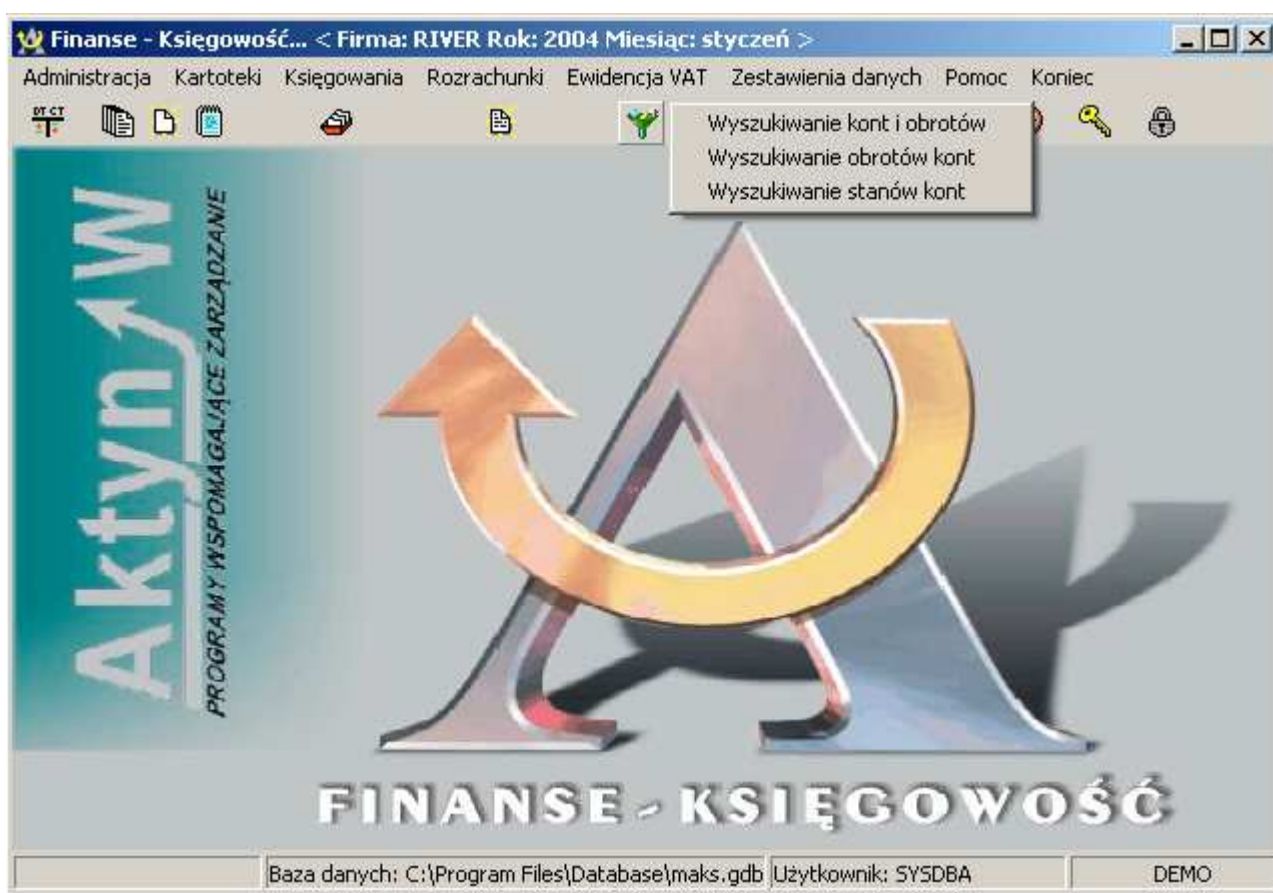 Finanse - Księgowość... < Firma: RIVER Rok: 2004 Miesiąc: styczeń >
Administracja Kartoteki Księgowania Rozrachunki Ewidencja VAT Zestawienia danych Pomoc Koniec
DT CT
Wyszukiwanie kont i obrotów
Wyszukiwanie obrotów kont
Wyszukiwanie stanów kont
Aktyn W
PROGRAMY WSPOMAGAJĄCE ZARZĄDZANIE
FINANSE - KSIĘGOWOŚĆ
Baza danych: C:\Program Files\Database\maks.gdb Użytkownik: SYSDBA DEMO